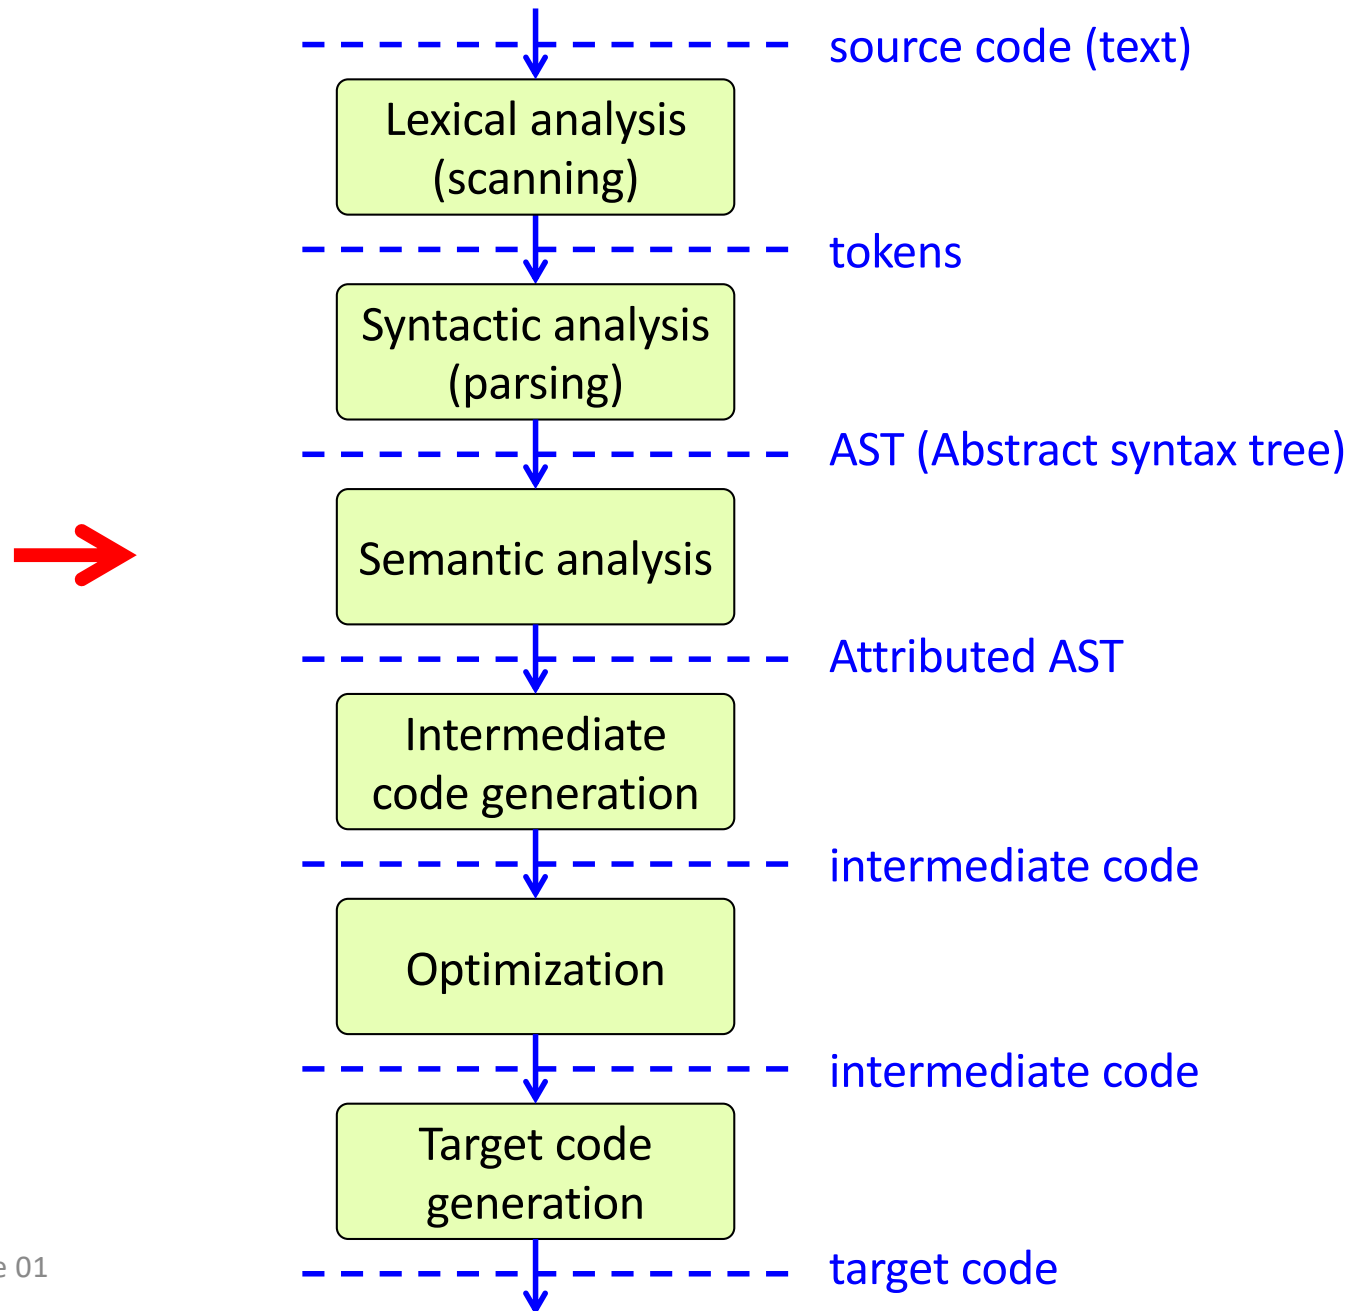 source code (text)
Lexical analysis
(scanning)
tokens
Syntactic analysis
(parsing)
AST (Abstract syntax tree)
Semantic analysis
Attributed AST
Intermediate
code generation
intermediate code
Optimization
intermediate code
Target code
generation
target code
e 01